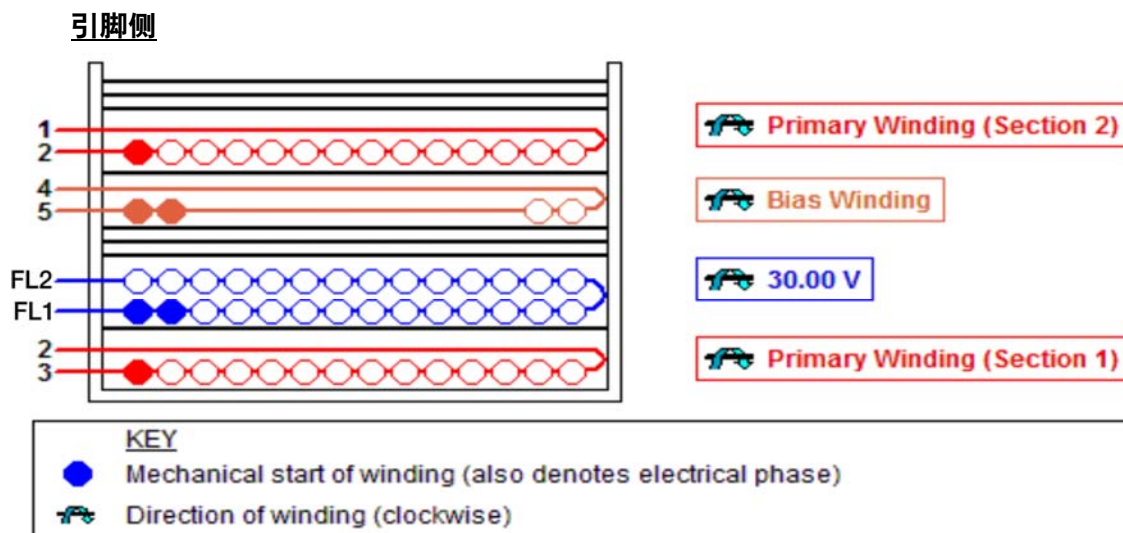 引脚侧
1
2
Primary Winding (Section 2)
4
5
Bias Winding
FL2
FL1
30.00 V
2
3
Primary Winding (Section 1)
KEY
Mechanical start of winding (also denotes electrical phase)
Direction of winding (clockwise)